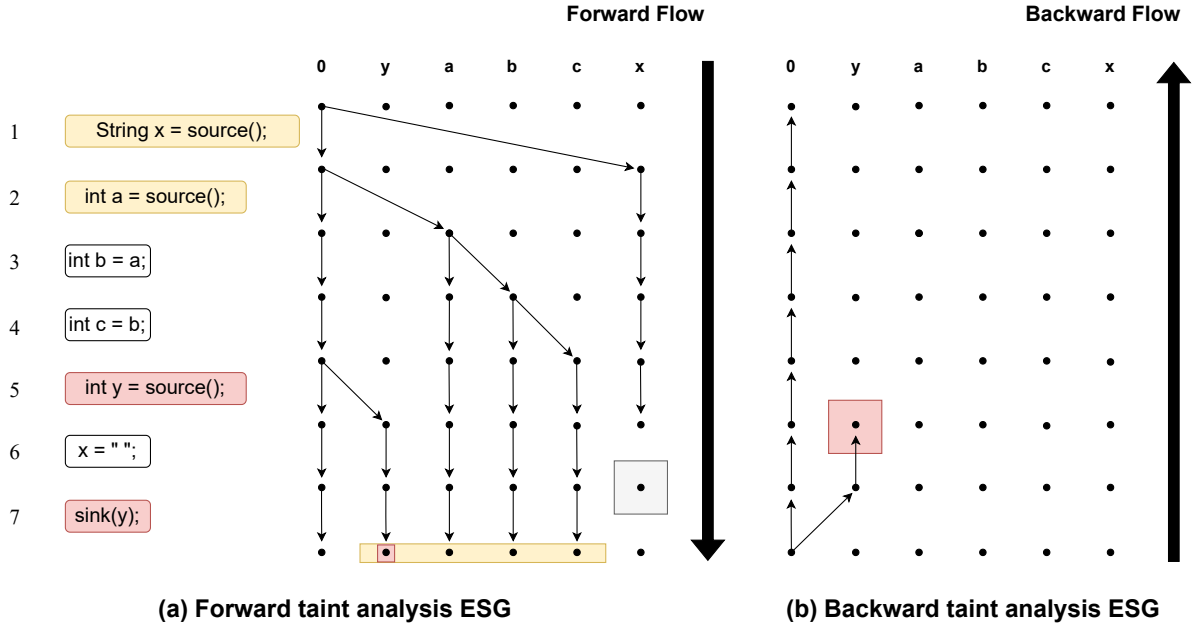 Forward Flow
Backward Flow
0 y a b c x
0 y a b c x
1 String x = source();
2 int a = source();
3 int b = a;
4 int c = b;
5 int y = source();
6 x = " ";
7 sink(y);
(a) Forward taint analysis ESG
(b) Backward taint analysis ESG